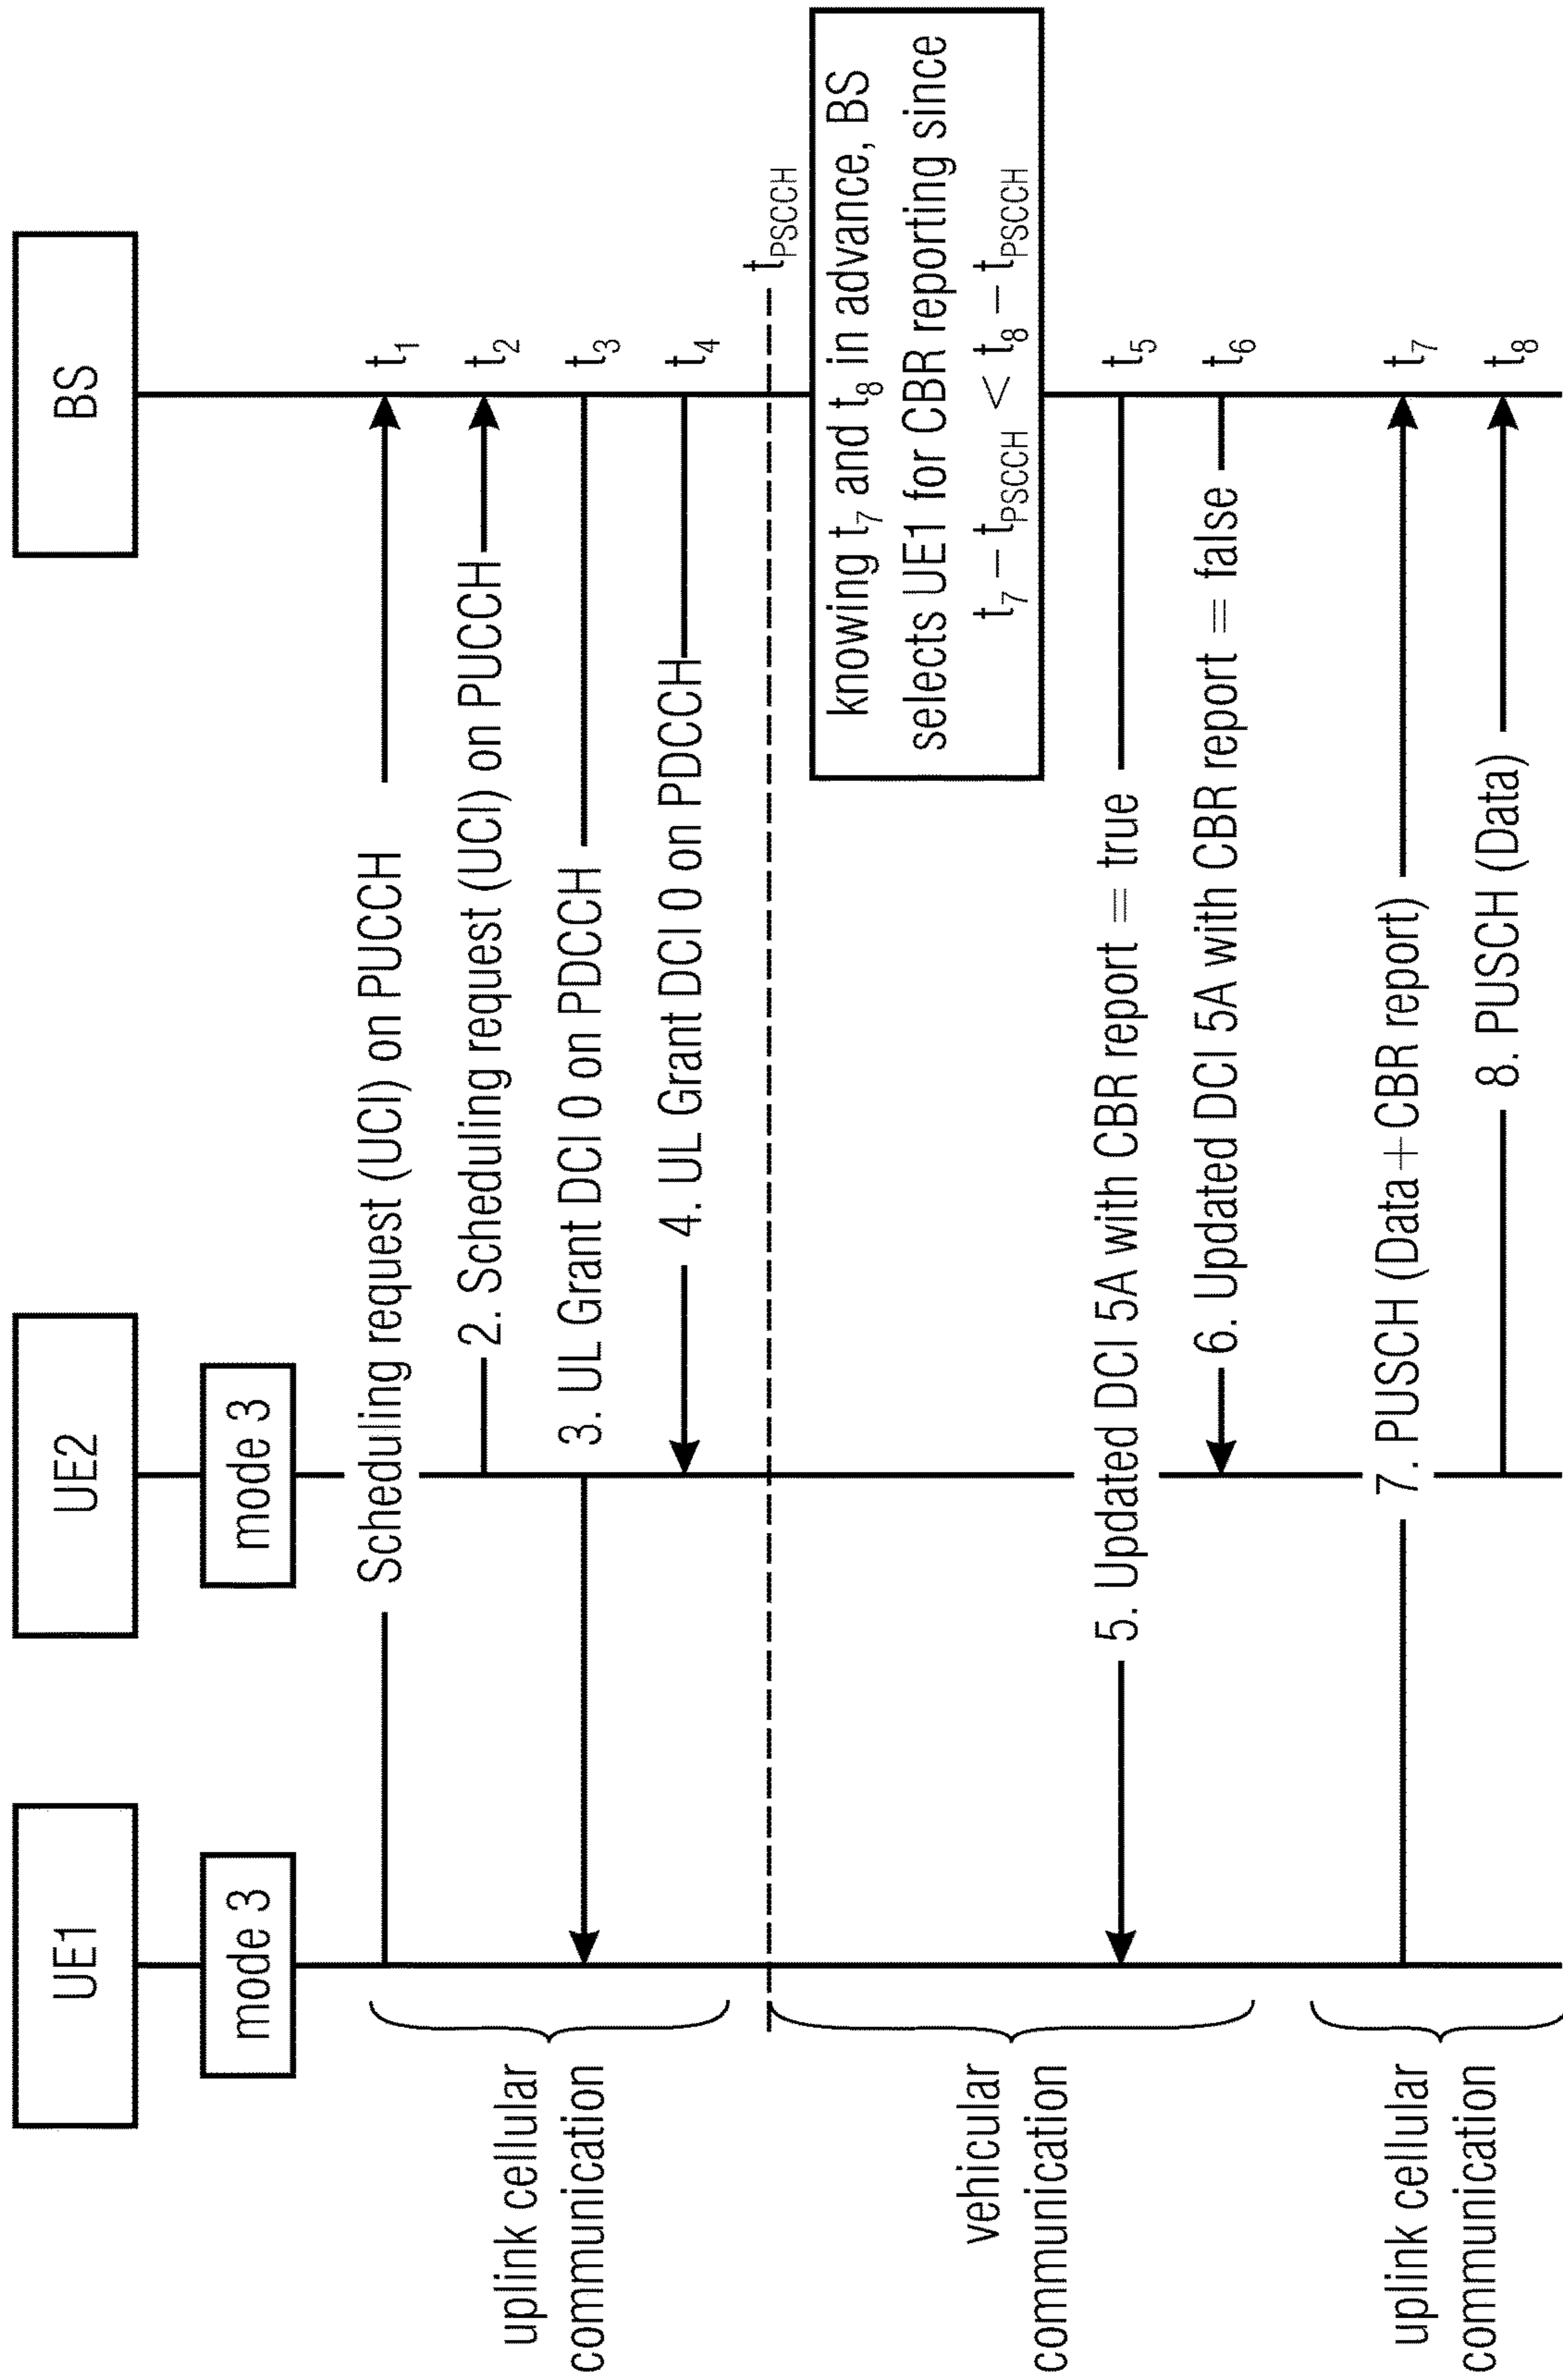 UE1
UE2
BS
mode 3
mode 3
Scheduling request (UCI) on PUCCH
t1
2. Scheduling request (UCI) on PUCCH
t2
3. UL Grant DCI 0 on PDCCH
t3
4. UL Grant DCI 0 on PDCCH
t4
uplink cellular
communication
tPSCCH
knowing t7 and t8 in advance, BS
selects UE1 for CBR reporting since
t7 – tPSCCH < t8 – tPSCCH
5. Updated DCI 5A with CBR report = true
t5
6. Updated DCI 5A with CBR report = false
t6
vehicular
communication
7. PUSCH (Data+CBR report)
t7
8. PUSCH (Data)
t8
uplink cellular
communication